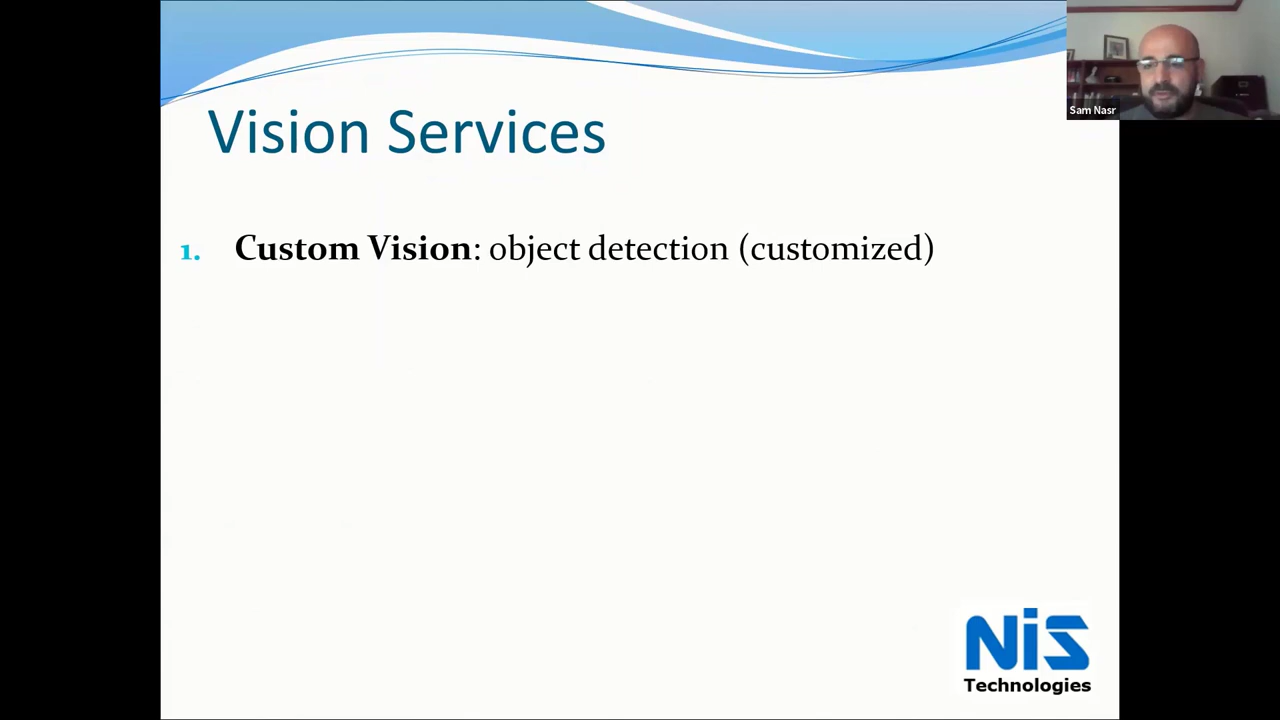 Sam Nasr
Vision Services
1. Custom Vision: object detection (customized)
NiS
Technologies